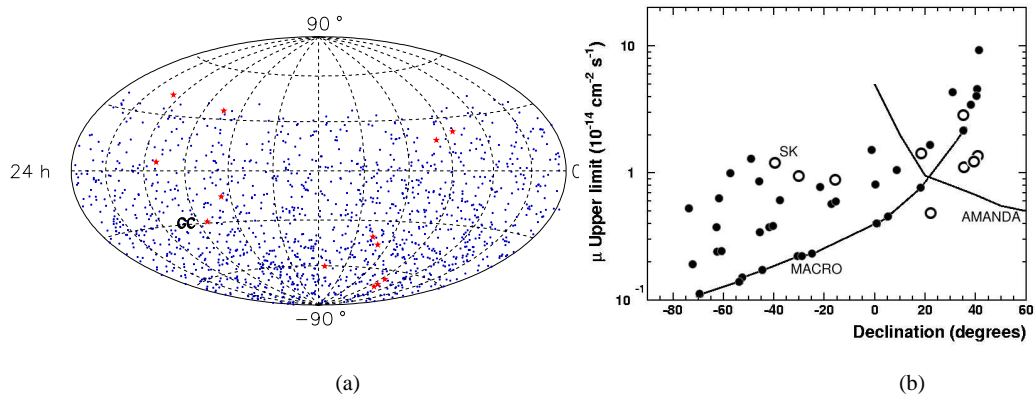 90°
24 h
0
GC
−90°
(a)
μ Upper limit (10⁻¹⁴ cm⁻² s⁻¹)
10
1
10⁻¹
SK
AMANDA
MACRO
-80 -60 -40 -20 0 20 40 60
Declination (degrees)
(b)